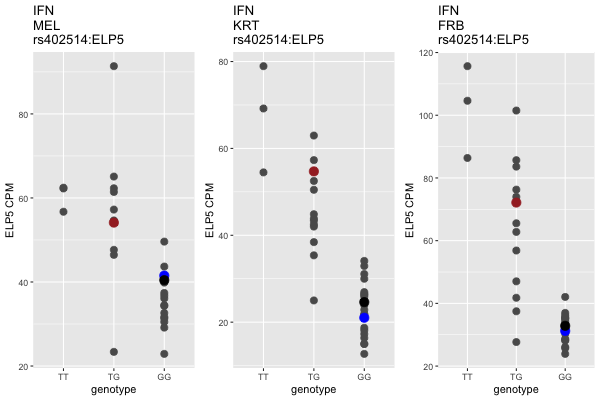 IFN
MEL
rs402514:ELP5
ELP5 CPM
80
60
40
20
TT
TG
GG
genotype
IFN
KRT
rs402514:ELP5
ELP5 CPM
80
60
40
20
TT
TG
GG
genotype
IFN
FRB
rs402514:ELP5
ELP5 CPM
120
100
80
60
40
20
TT
TG
GG
genotype